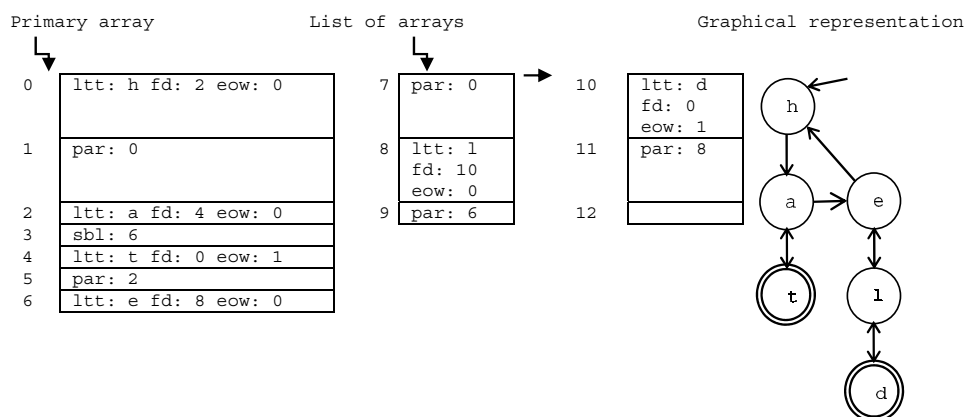 Primary array
List of arrays
Graphical representation
0 ltt: h fd: 2 eow: 0
1 par: 0
2 ltt: a fd: 4 eow: 0
3 sbl: 6
4 ltt: t fd: 0 eow: 1
5 par: 2
6 ltt: e fd: 8 eow: 0
7 par: 0
8 ltt: l
fd: 10
eow: 0
9 par: 6
10 ltt: d
fd: 0
eow: 1
11 par: 8
12
h
a e
t l
d